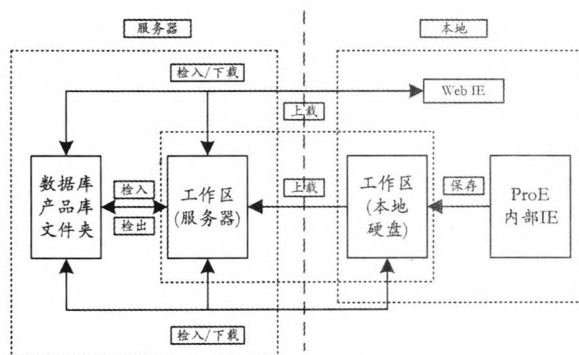 服务器
本地
检入/下载
Web IE
上载
数据库
产品库
文件夹
检入
检出
工作区
(服务器)
上载
工作区
(本地
硬盘)
保存
ProE
内部IE
检入/下载